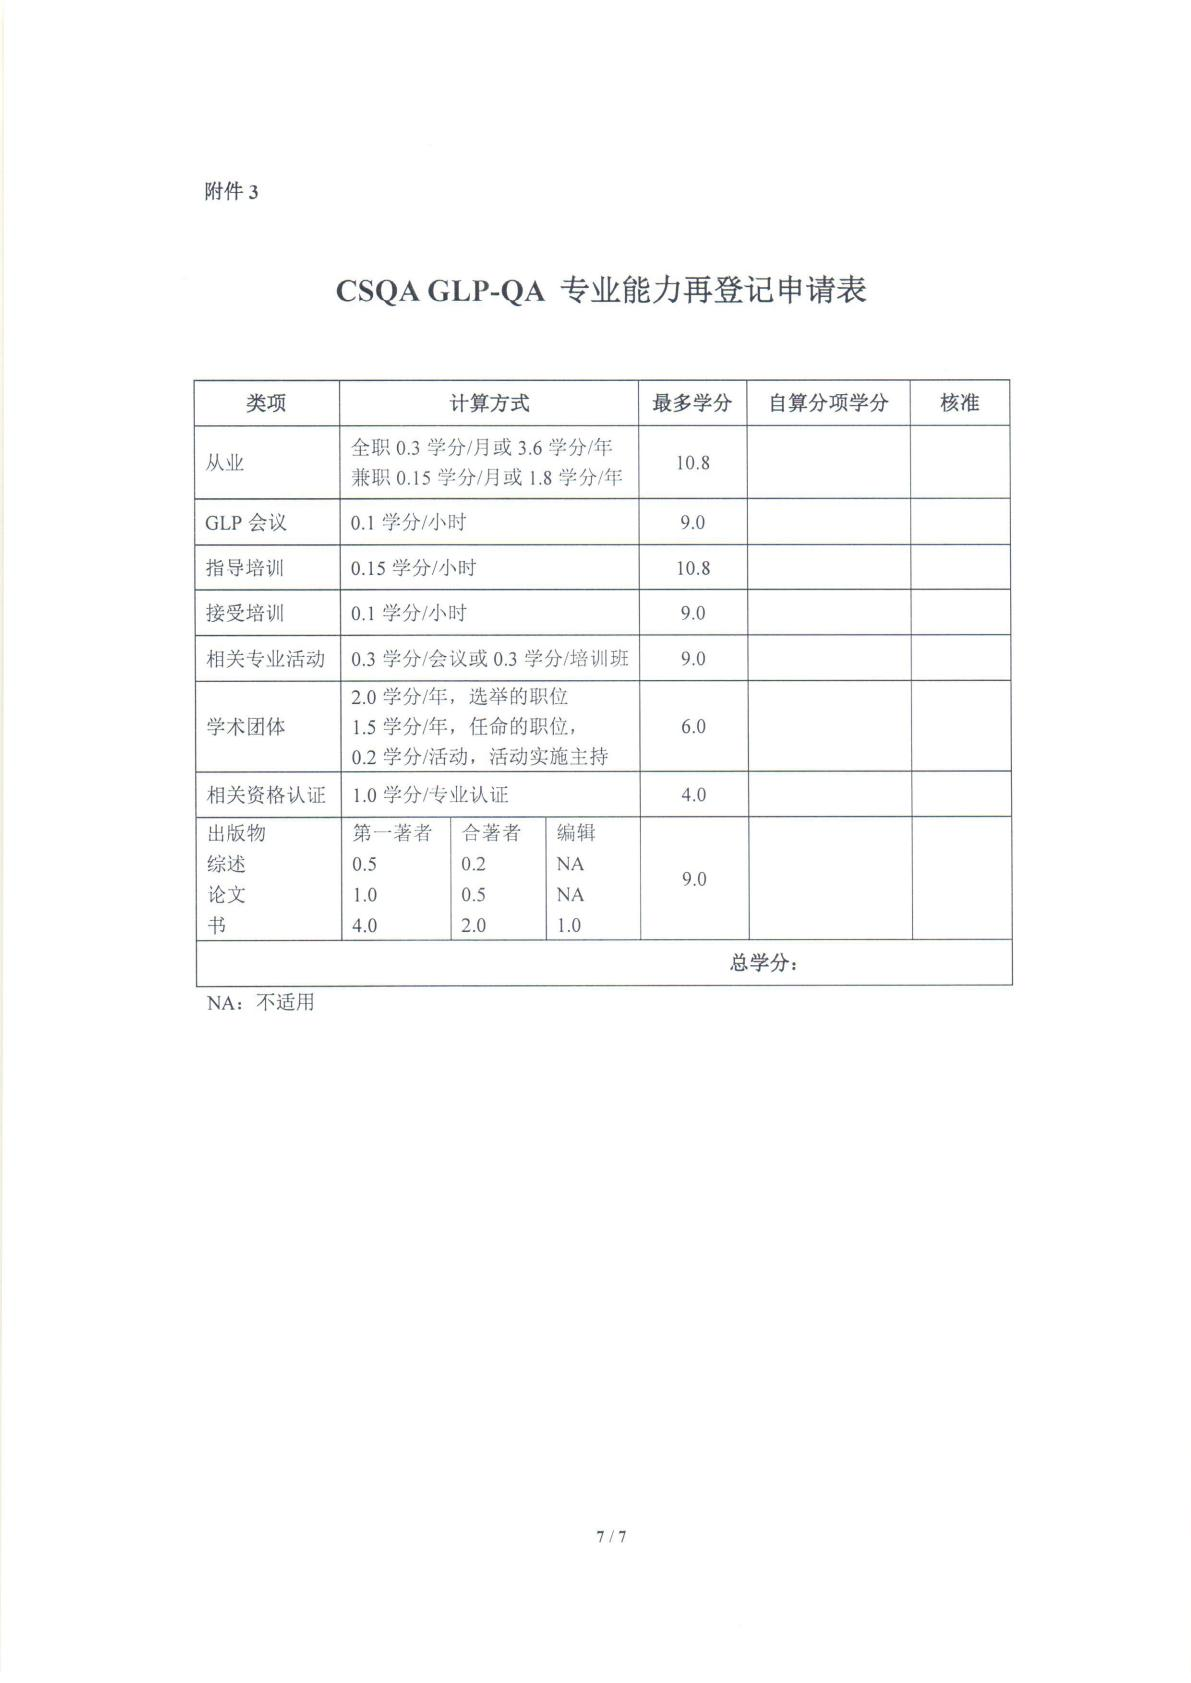 附件 3
CSQA GLP-QA 专业能力再登记申请表
类项 计算方式 最多学分 自算分项学分 核准
从业 全职 0.3 学分/月或 3.6 学分/年 10.8
兼职 0.15 学分/月或 1.8 学分/年
GLP 会议 0.1 学分/小时 9.0
指导培训 0.15 学分/小时 10.8
接受培训 0.1 学分/小时 9.0
相关专业活动 0.3 学分/会议或 0.3 学分/培训班 9.0
2.0 学分/年，选举的职位
学术团体 1.5 学分/年，任命的职位， 6.0
0.2 学分/活动，活动实施主持
相关资格认证 1.0 学分/专业认证 4.0
出版物 第一著者 合著者 编辑
综述 0.5 0.2 NA
9.0
论文 1.0 0.5 NA
书 4.0 2.0 1.0
总学分：
NA：不适用
7 / 7